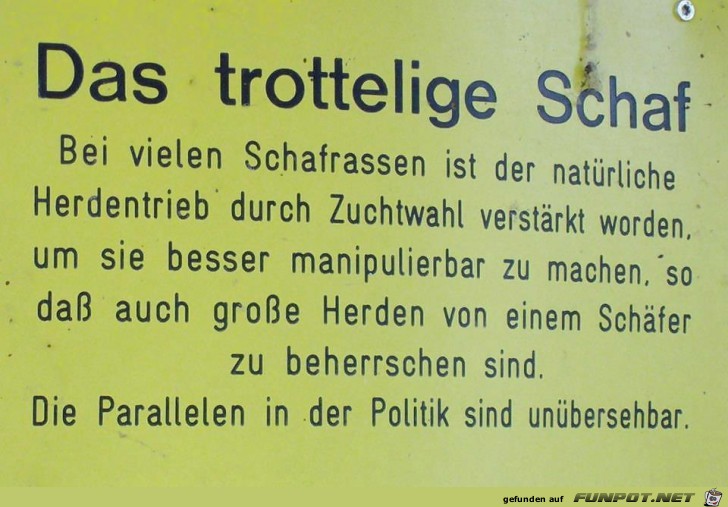 Das trottelige Schaf
Bei vielen Schafrassen ist der natürliche
Herdentrieb durch Zuchtwahl verstärkt worden,
um sie besser manipulierbar zu machen, so
daß auch große Herden von einem Schäfer
zu beherrschen sind.
Die Parallelen in der Politik sind unübersehbar.
gefunden auf FUNPOT.NET